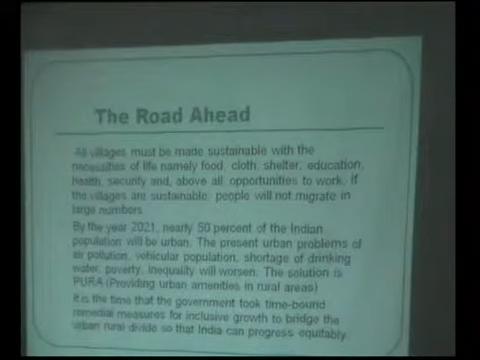 The Road Ahead
All villages must be made sustainable with the
necessities of life namely food, cloth, shelter, education,
health, security and, above all opportunities to work. If
the villages are sustainable, people will not migrate in
large numbers
By the year 2021, nearly 50 percent of the Indian
population will be urban. The present urban problems of
air pollution, vehicular population, shortage of drinking
water, poverty, inequality will worsen. The solution is
PURA (Providing urban amenities in rural areas)
It is the time that the government took time-bound
remedial measures for inclusive growth to bridge the
urban rural divide so that India can progress equitably